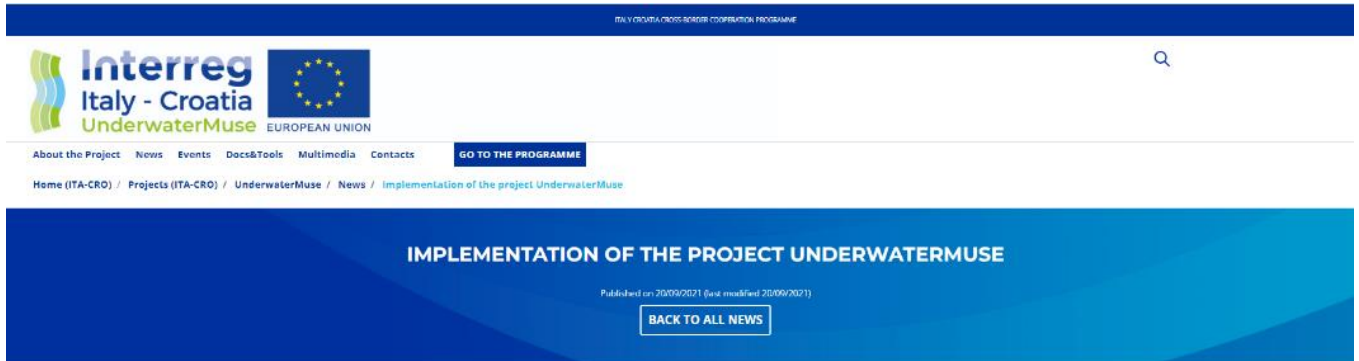 ITALY CROATIA CROSS-BORDER COOPERATION PROGRAMME
Interreg
Italy - Croatia
UnderwaterMuse EUROPEAN UNION
About the Project News Events Docs&Tools Multimedia Contacts GO TO THE PROGRAMME
Home (ITA-CRO) / Projects (ITA-CRO) / UnderwaterMuse / News / Implementation of the project UnderwaterMuse
IMPLEMENTATION OF THE PROJECT UNDERWATERMUSE
Published on 20/09/2021 (last modified 20/09/2021)
BACK TO ALL NEWS